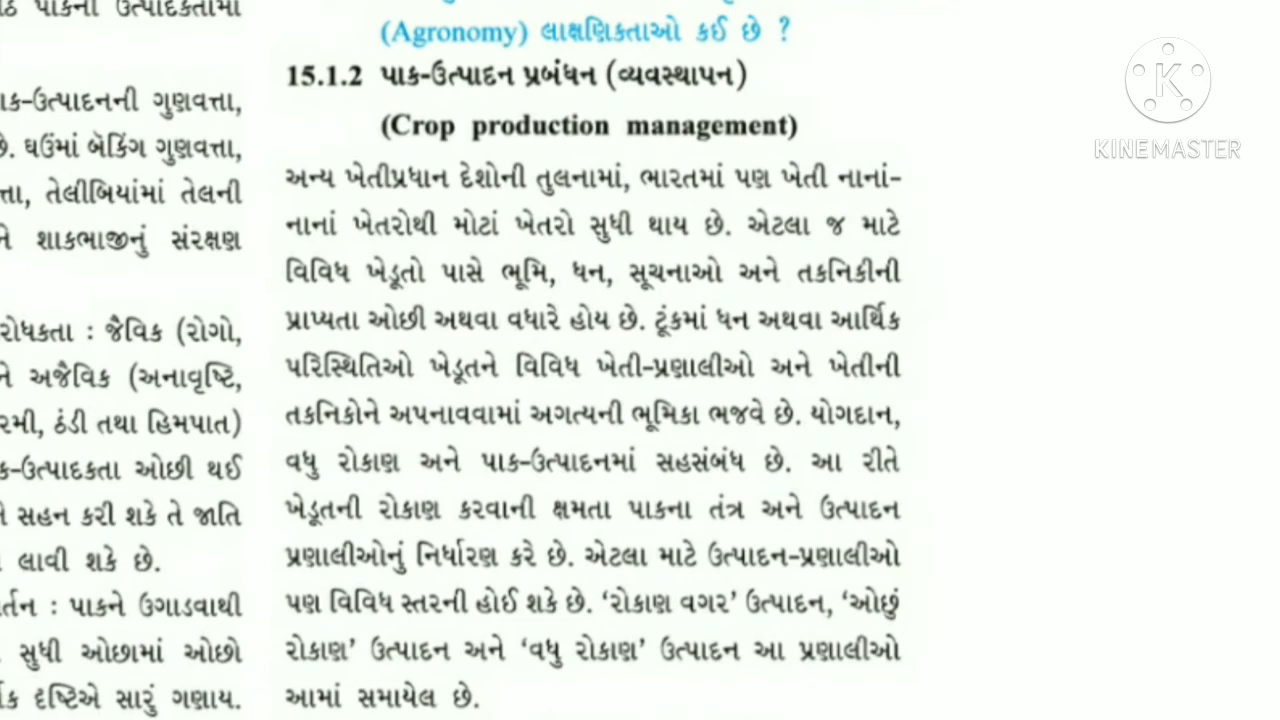 પાકની ઉત્પાદકતામાં
પાક-ઉત્પાદનની ગુણવત્તા,
છે. ઘઉંમાં બૅકિંગ ગુણવત્તા,
તેલીબિયાંમાં તેલની
શાકભાજીનું સંરક્ષણ
રોધકતા : જૈવિક (રોગો,
અજૈવિક (અનાવૃષ્ટિ,
ઠંડી તથા હિમપાત)
ક-ઉત્પાદકતા ઓછી થઈ
સહન કરી શકે તે જાતિ
લાવી શકે છે.
ર્તન : પાકને ઉગાડવાથી
સુધી ઓછામાં ઓછો
દૃષ્ટિએ સારું ગણાય.
(Agronomy) લાક્ષણિકતાઓ કઈ છે ?
15.1.2 પાક-ઉત્પાદન પ્રબંધન (વ્યવસ્થાપન)
(Crop production management)
અન્ય ખેતીપ્રધાન દેશોની તુલનામાં, ભારતમાં પણ ખેતી નાનાં-
નાનાં ખેતરોથી મોટાં ખેતરો સુધી થાય છે. એટલા જ માટે
વિવિધ ખેડૂતો પાસે ભૂમિ, ધન, સૂચનાઓ અને તકનિકીની
પ્રાપ્યતા ઓછી અથવા વધારે હોય છે. ટૂંકમાં ધન અથવા આર્થિક
પરિસ્થિતિઓ ખેડૂતને વિવિધ ખેતી-પ્રણાલીઓ અને ખેતીની
તકનિકોને અપનાવવામાં અગત્યની ભૂમિકા ભજવે છે. યોગદાન,
વધુ રોકાણ અને પાક-ઉત્પાદનમાં સહસંબંધ છે. આ રીતે
ખેડૂતની રોકાણ કરવાની ક્ષમતા પાકના તંત્ર અને ઉત્પાદન
પ્રણાલીઓનું નિર્ધારણ કરે છે. એટલા માટે ઉત્પાદન-પ્રણાલીઓ
પણ વિવિધ સ્તરની હોઈ શકે છે. ‘રોકાણ વગર’ ઉત્પાદન, ‘ઓછું
રોકાણ’ ઉત્પાદન અને ‘વધુ રોકાણ’ ઉત્પાદન આ પ્રણાલીઓ
આમાં સમાયેલ છે.
K
KINEMASTER